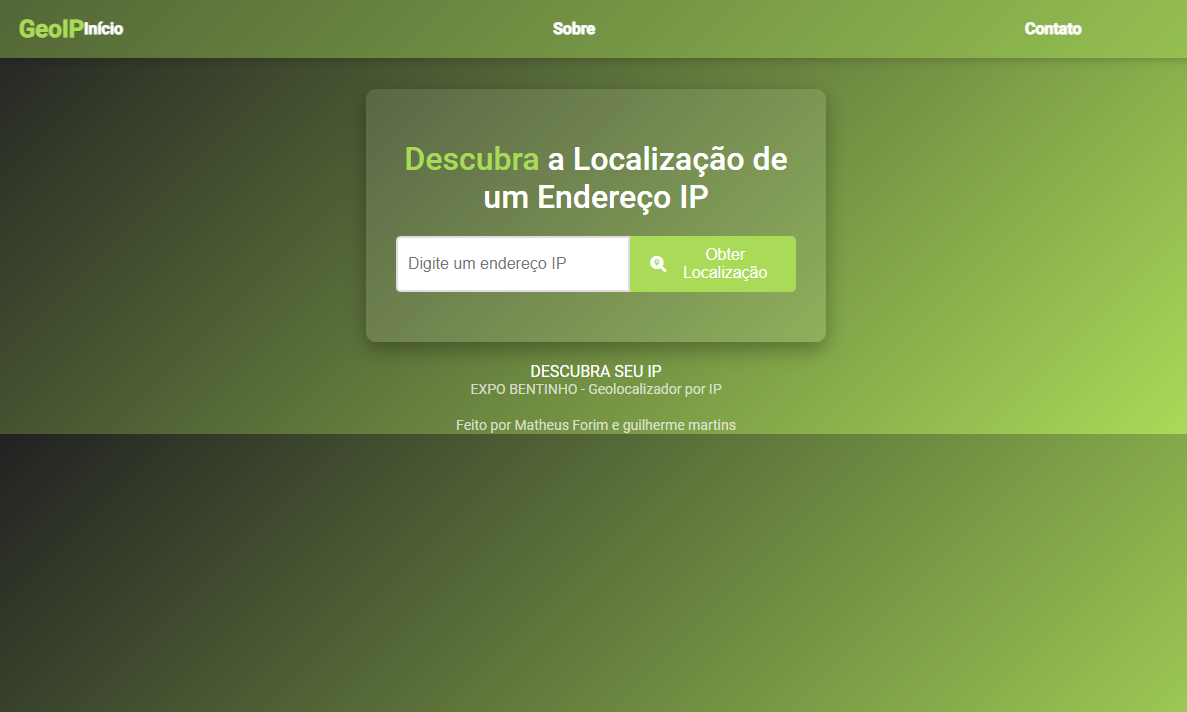 GeoIP Início Sobre Contato
Descubra a Localização de
um Endereço IP
Digite um endereço IP
Obter
Localização
DESCUBRA SEU IP
EXPO BENTINHO - Geolocalizador por IP
Feito por Matheus Forim e guilherme martins